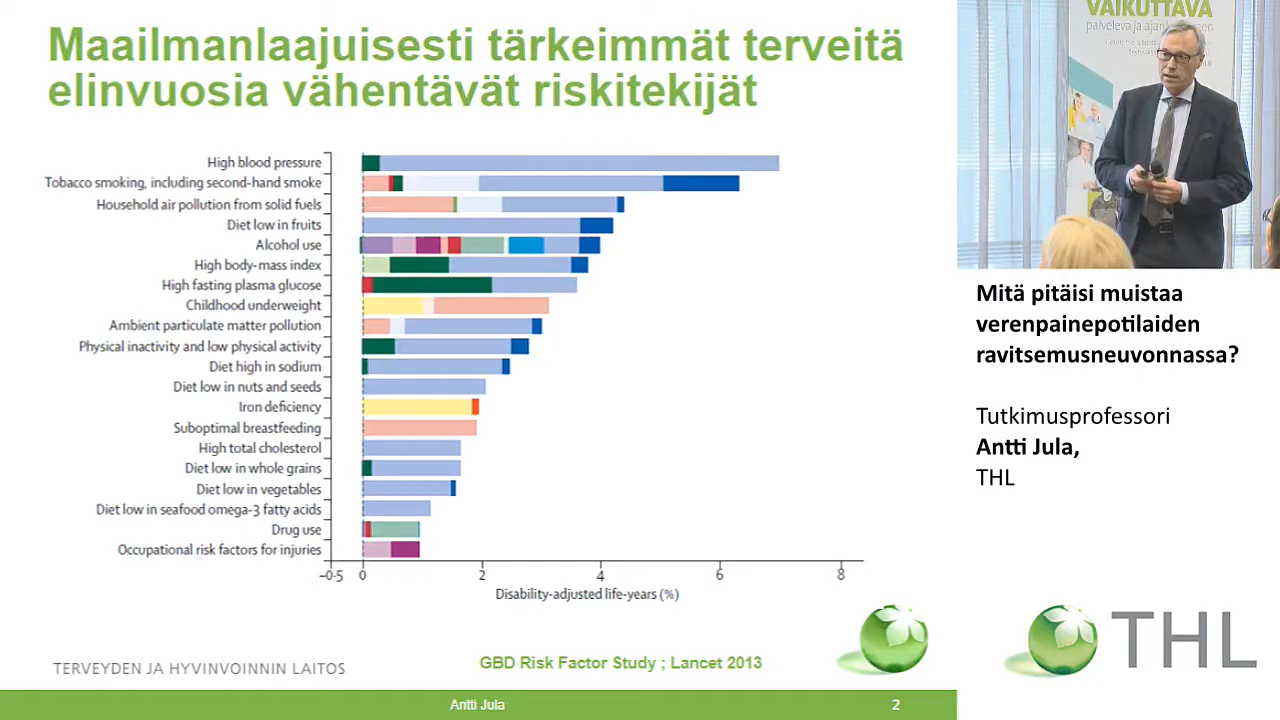 Maailmanlaajuisesti tärkeimmät terveitä
elinvuosia vähentävät riskitekijät
High blood pressure
Tobacco smoking, including second-hand smoke
Household air pollution from solid fuels
Diet low in fruits
Alcohol use
High body-mass index
High fasting plasma glucose
Childhood underweight
Ambient particulate matter pollution
Physical inactivity and low physical activity
Diet high in sodium
Diet low in nuts and seeds
Iron deficiency
Suboptimal breastfeeding
High total cholesterol
Diet low in whole grains
Diet low in vegetables
Diet low in seafood omega-3 fatty acids
Drug use
Occupational risk factors for injuries
–0·5 0 2 4 6 8
Disability-adjusted life-years (%)
TERVEYDEN JA HYVINVOINNIN LAITOS
GBD Risk Factor Study ; Lancet 2013
Antti Jula
2
VAIKUTTAVA
palveleva ja
Mitä pitäisi muistaa
verenpainepotilaiden
ravitsemusneuvonnassa?
Tutkimusprofessori
Antti Jula,
THL
THL